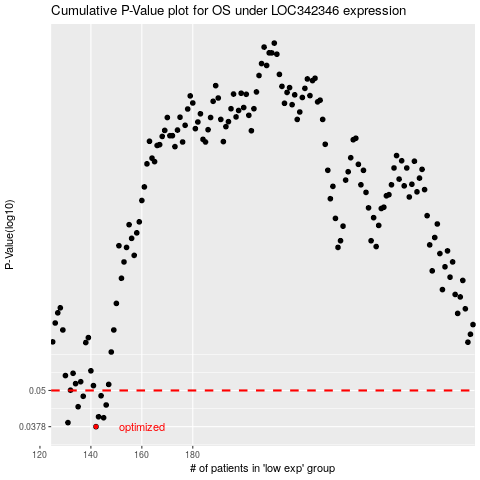 Cumulative P-Value plot for OS under LOC342346 expression
P-Value(log10)
0.05
0.0378
optimized
120 140 160 180
# of patients in 'low exp' group